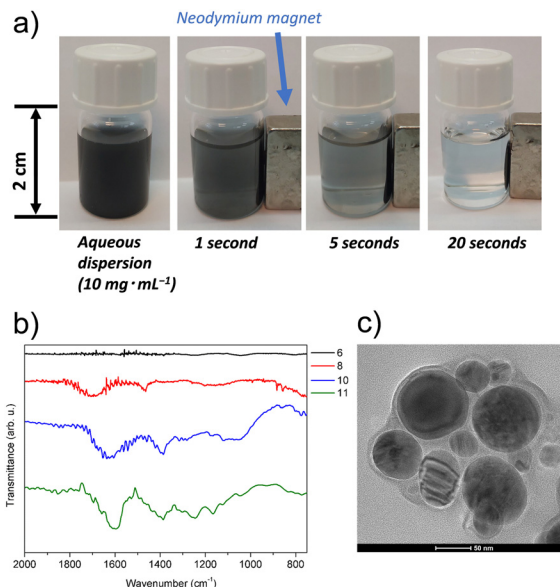 a)
Neodymium magnet
2 cm
Aqueous
dispersion
(10 mg·mL⁻¹)
1 second
5 seconds
20 seconds
b)
6
8
10
11
Transmittance (arb. u.)
2000
1800
1600
1400
1200
1000
800
Wavenumber (cm⁻¹)
c)
50 nm